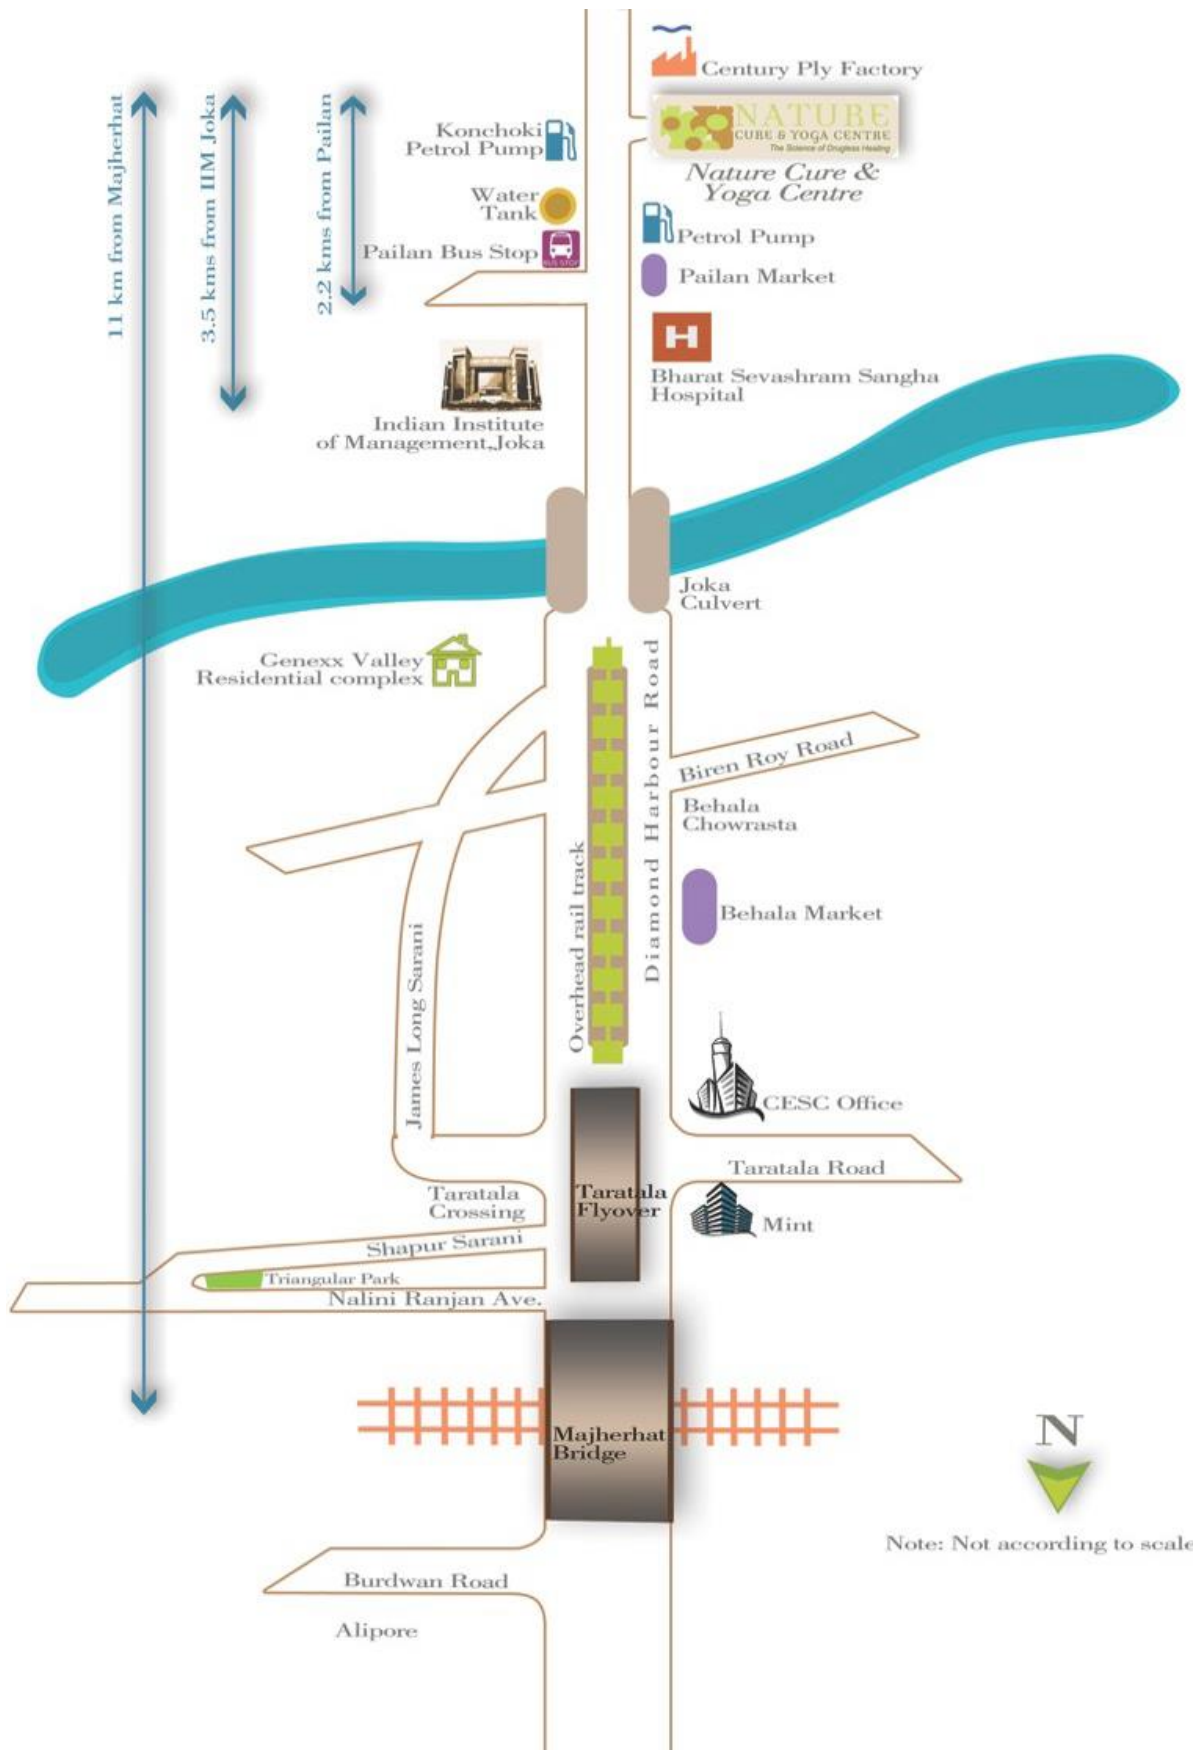 Century Ply Factory
11 km from Majherhat
3.5 kms from IIM Joka
2.2 kms from Pailan
NATURE
CURE & YOGA CENTRE
The Science of Drugless Healing
Konchoki
Petrol Pump
Nature Cure &
Yoga Centre
Water
Tank
Petrol Pump
Pailan Bus Stop
BUS STOP
Pailan Market
H
Bharat Sevashram Sangha
Hospital
Indian Institute
of Management,Joka
Joka
Culvert
Genexx Valley
Residential complex
Diamond Harbour Road
Biren Roy Road
Behala
Chowrasta
Overhead rail track
Behala Market
James Long Sarani
CESC Office
Taratala Road
Taratala
Crossing
Taratala
Flyover
Mint
Shapur Sarani
Triangular Park
Nalini Ranjan Ave.
Majherhat
Bridge
N
Note: Not according to scale
Burdwan Road
Alipore